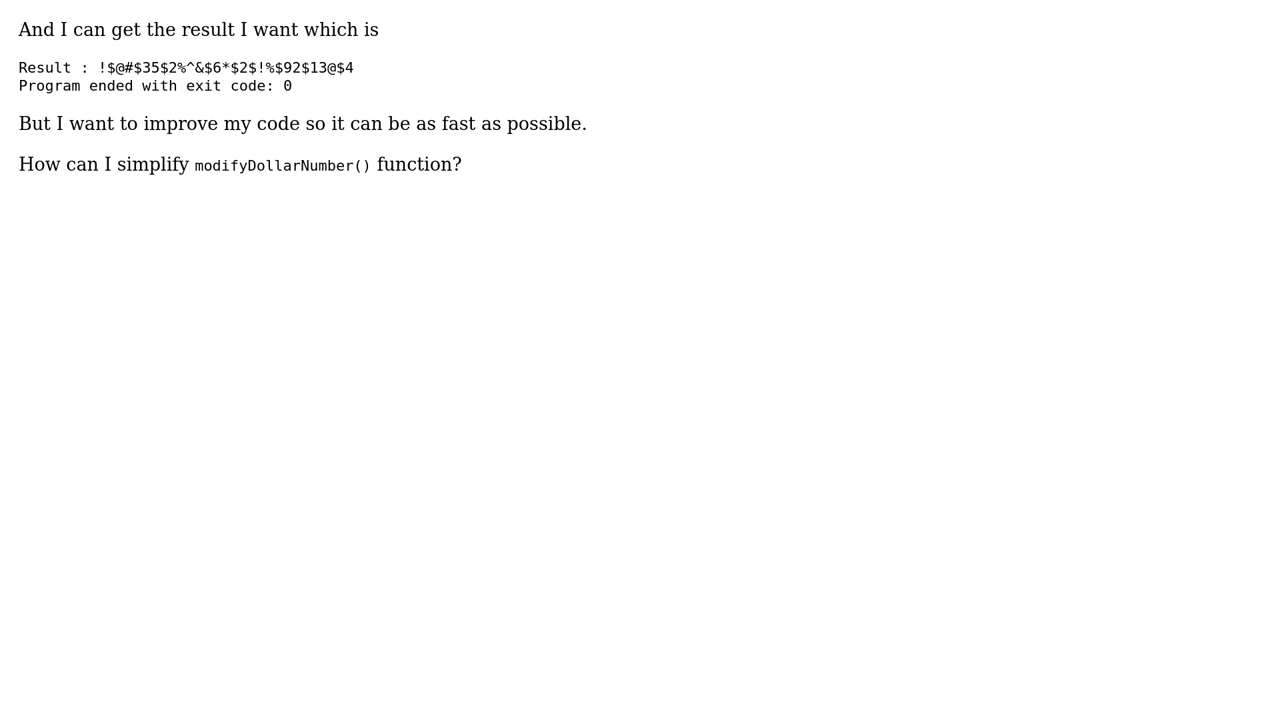 And I can get the result I want which is
Result : !$@#$35$2%^&$6*$2$!%$92$13@$4
Program ended with exit code: 0
But I want to improve my code so it can be as fast as possible.
How can I simplify modifyDollarNumber() function?